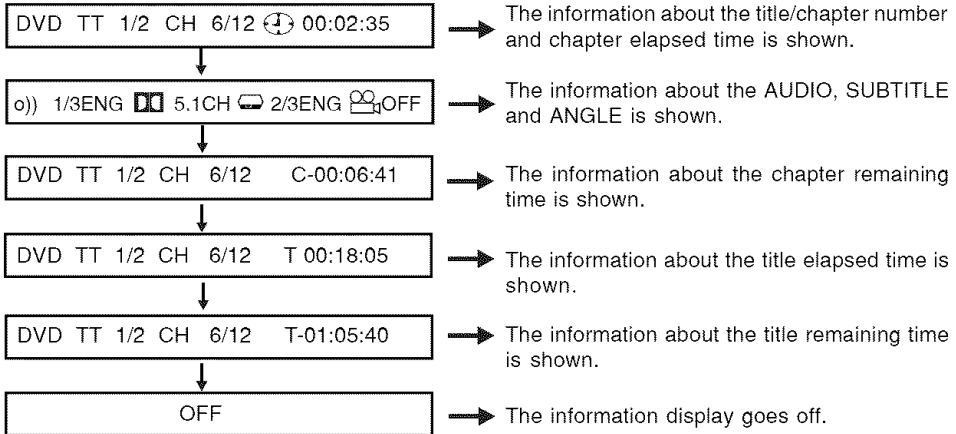 DVD TT 1/2 CH 6/12 00:02:35
The information about the title/chapter number
and chapter elapsed time is shown.
o)) 1/3ENG 5.1CH 2/3ENG OFF
The information about the AUDIO, SUBTITLE
and ANGLE is shown.
DVD TT 1/2 CH 6/12 C-00:06:41
The information about the chapter remaining
time is shown.
DVD TT 1/2 CH 6/12 T 00:18:05
The information about the title elapsed time is
shown.
DVD TT 1/2 CH 6/12 T-01:05:40
The information about the title remaining time
is shown.
OFF
The information display goes off.